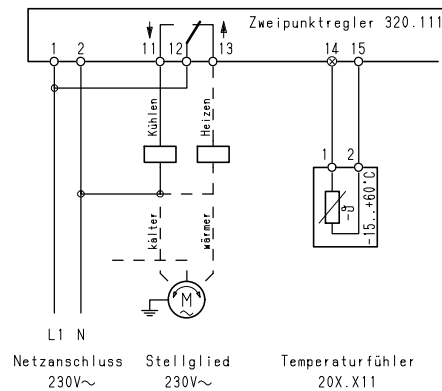 Zweipunktregler 320.111
1 2 11 12 13 14 15
Kühlen
Heizen
1 2
-ϑ
-15..+60°C
kälter
wärmer
M
~
L1 N
Netzanschluss
230V~
Stellglied
230V~
Temperaturfühler
20X.X11